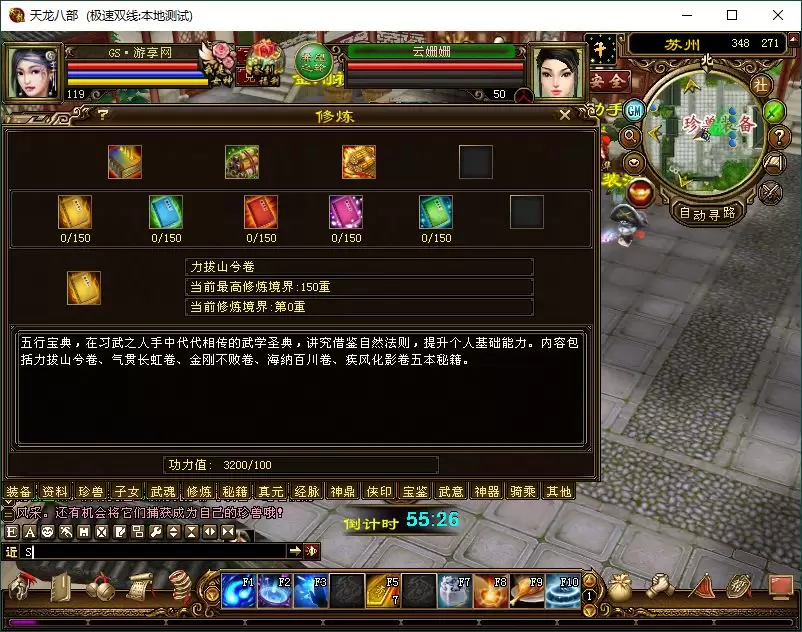 天龙八部 (极速双线:本地测试)
GS·游享网
云姗姗
苏州 348 271
北
119
50
安全
社
GM
珍兽装备
自动寻路
修炼
0/150 0/150 0/150 0/150 0/150
力拔山兮卷
当前最高修炼境界:150重
当前修炼境界:第0重
五行宝典，在习武之人手中代代相传的武学圣典，讲究借鉴自然法则，提升个人基础能力。内容包
括力拔山兮卷、气贯长虹卷、金刚不败卷、海纳百川卷、疾风化影卷五本秘籍。
功力值: 3200/100
装备 资料 珍兽 子女 武魂 修炼 秘籍 真元 经脉 神鼎 侠印 宝鉴 武意 神器 骑乘 其他
风采。还有机会将它们捕获成为自己的珍兽哦!
倒计时 55:26
近 S
F1 F2 F3 F5 F7 F8 F9 F10
7
1